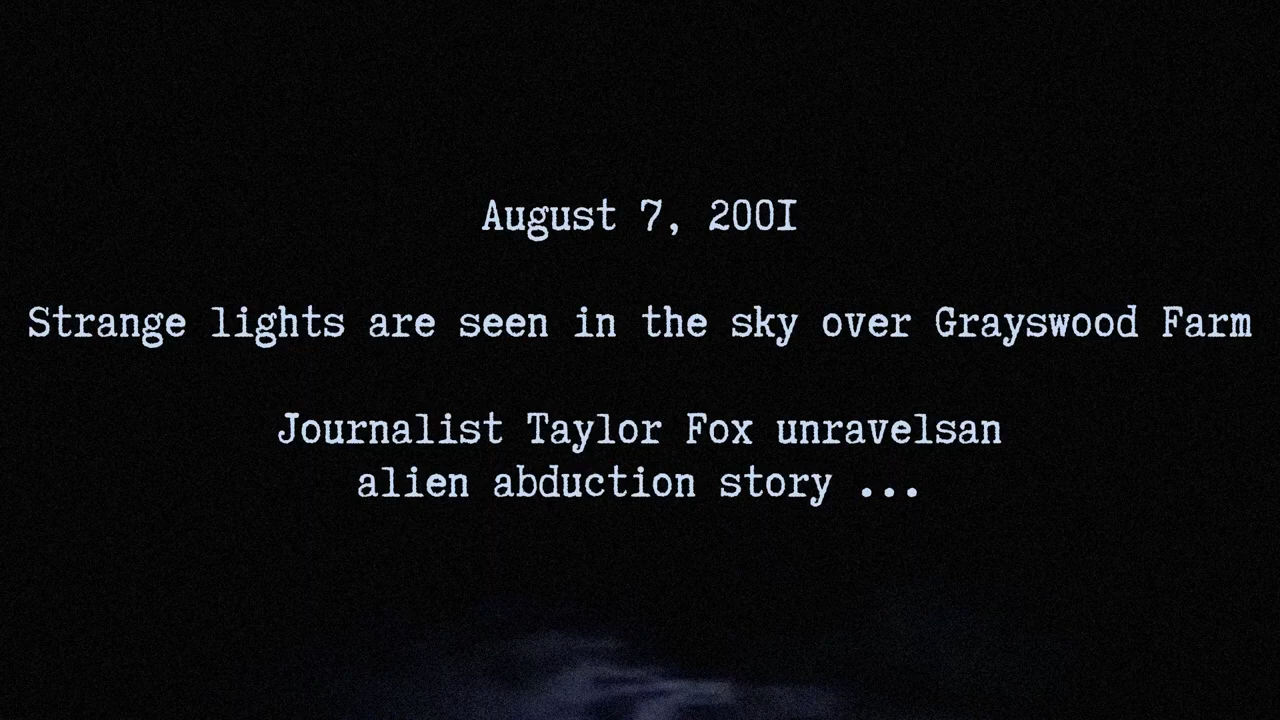 August 7, 2001
Strange lights are seen in the sky over Grayswood Farm
Journalist Taylor Fox unravelsan
alien abduction story ...